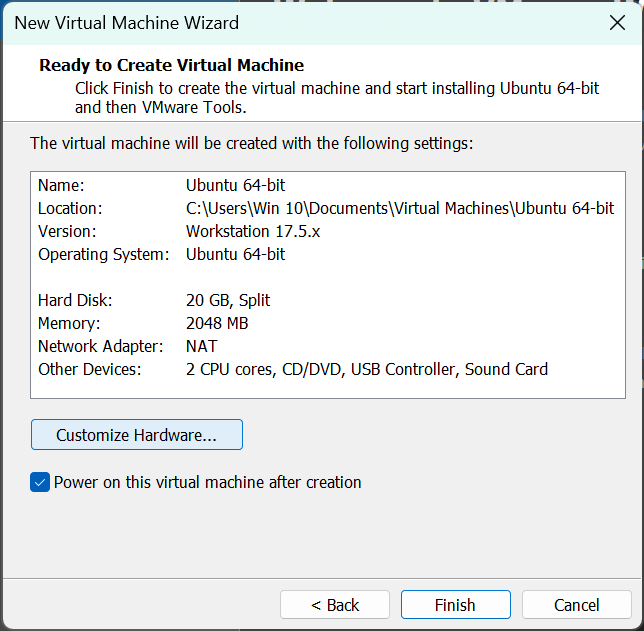 New Virtual Machine Wizard
Ready to Create Virtual Machine
Click Finish to create the virtual machine and start installing Ubuntu 64-bit
and then VMware Tools.
The virtual machine will be created with the following settings:
Name: Ubuntu 64-bit
Location: C:\Users\Win 10\Documents\Virtual Machines\Ubuntu 64-bit
Version: Workstation 17.5.x
Operating System: Ubuntu 64-bit
Hard Disk: 20 GB, Split
Memory: 2048 MB
Network Adapter: NAT
Other Devices: 2 CPU cores, CD/DVD, USB Controller, Sound Card
Customize Hardware...
Power on this virtual machine after creation
< Back Finish Cancel